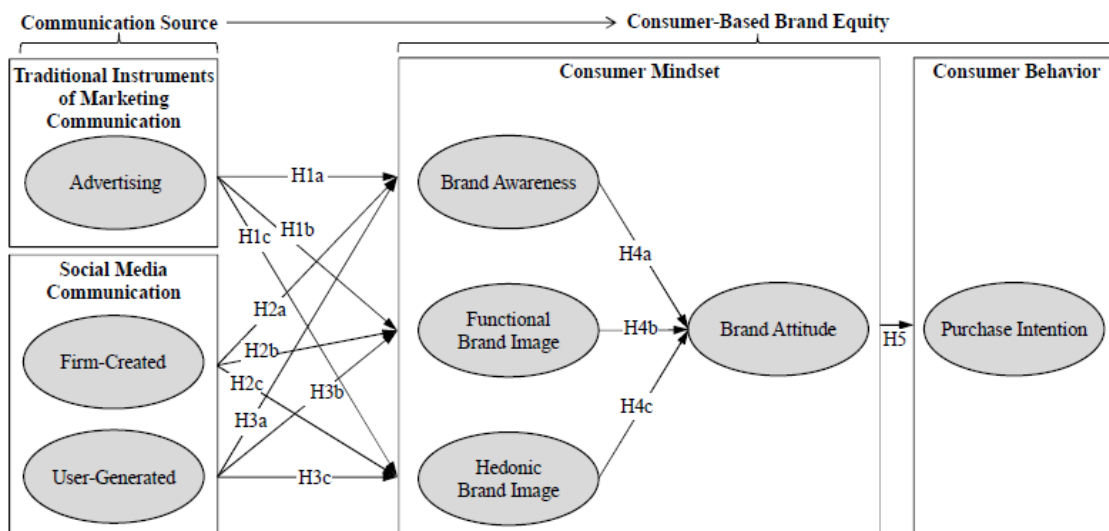 Communication Source
Consumer-Based Brand Equity
Traditional Instruments
of Marketing
Communication
Advertising
Social Media
Communication
Firm-Created
User-Generated
H1a
H1b
H1c
H2a
H2b
H2c
H3b
H3a
H3c
Consumer Mindset
Brand Awareness
Functional
Brand Image
Hedonic
Brand Image
H4a
H4b
H4c
Brand Attitude
H5
Consumer Behavior
Purchase Intention